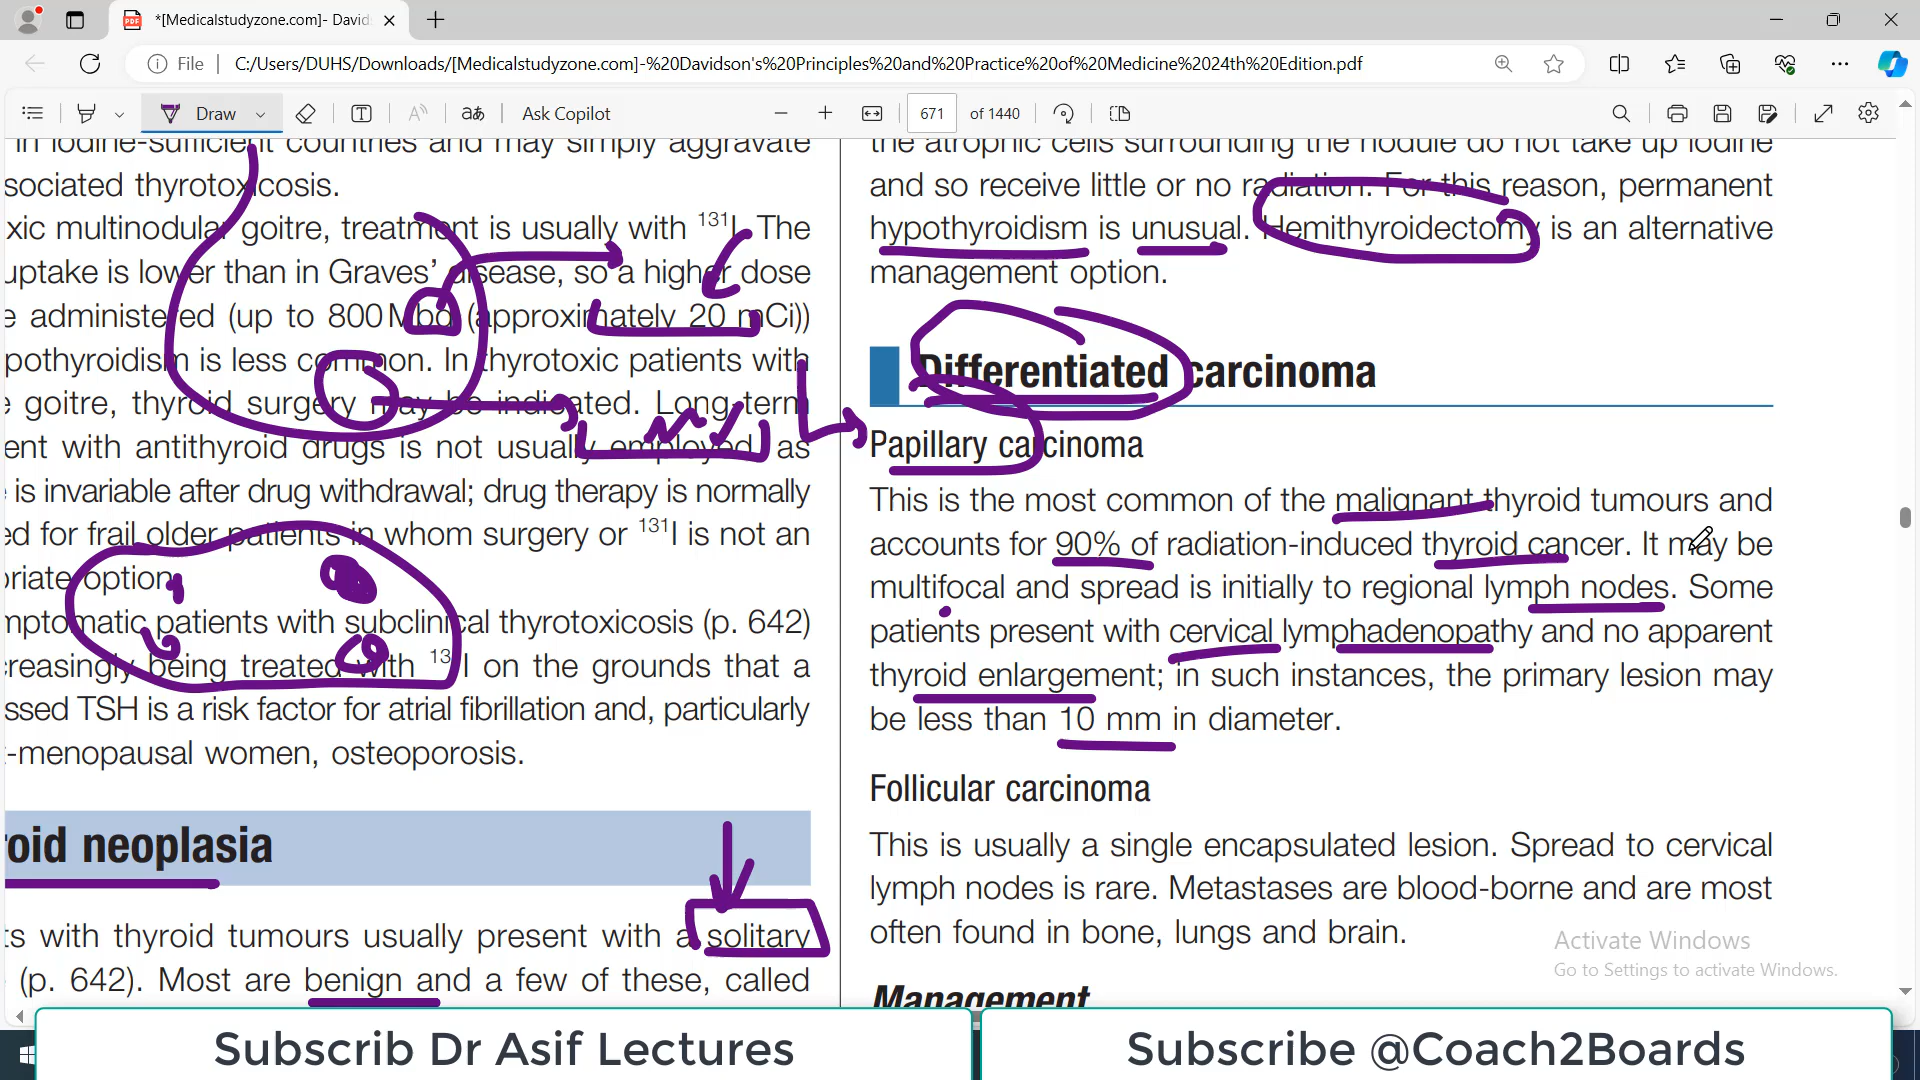 *[Medicalstudyzone.com]- David
File
C:/Users/DUHS/Downloads/[Medicalstudyzone.com]-%20Davidson's%20Principles%20and%20Practice%20of%20Medicine%2024th%20Edition.pdf
Draw
aあ
Ask Copilot
671 of 1440
in iodine-sufficient countries and may simply aggravate
sociated thyrotoxicosis.
xic multinodular goitre, treatment is usually with 131I. The
uptake is lower than in Graves’ disease, so a higher dose
e administered (up to 800 Mbq (approximately 20 mCi))
pothyroidism is less common. In thyrotoxic patients with
e goitre, thyroid surgery may be indicated. Long-term
ent with antithyroid drugs is not usually employed, as
is invariable after drug withdrawal; drug therapy is normally
ed for frail older patients in whom surgery or 131I is not an
priate option.
mptomatic patients with subclinical thyrotoxicosis (p. 642)
creasingly being treated with 13 I on the grounds that a
ssed TSH is a risk factor for atrial fibrillation and, particularly
-menopausal women, osteoporosis.
roid neoplasia
ts with thyroid tumours usually present with a solitary
(p. 642). Most are benign and a few of these, called
the atrophic cells surrounding the nodule do not take up iodine
and so receive little or no radiation. For this reason, permanent
hypothyroidism is unusual. Hemithyroidectomy is an alternative
management option.
Differentiated carcinoma
Papillary carcinoma
This is the most common of the malignant thyroid tumours and
accounts for 90% of radiation-induced thyroid cancer. It may be
multifocal and spread is initially to regional lymph nodes. Some
patients present with cervical lymphadenopathy and no apparent
thyroid enlargement; in such instances, the primary lesion may
be less than 10 mm in diameter.
Follicular carcinoma
This is usually a single encapsulated lesion. Spread to cervical
lymph nodes is rare. Metastases are blood-borne and are most
often found in bone, lungs and brain.
Management
Activate Windows
Go to Settings to activate Windows.
Subscrib Dr Asif Lectures
Subscribe @Coach2Boards